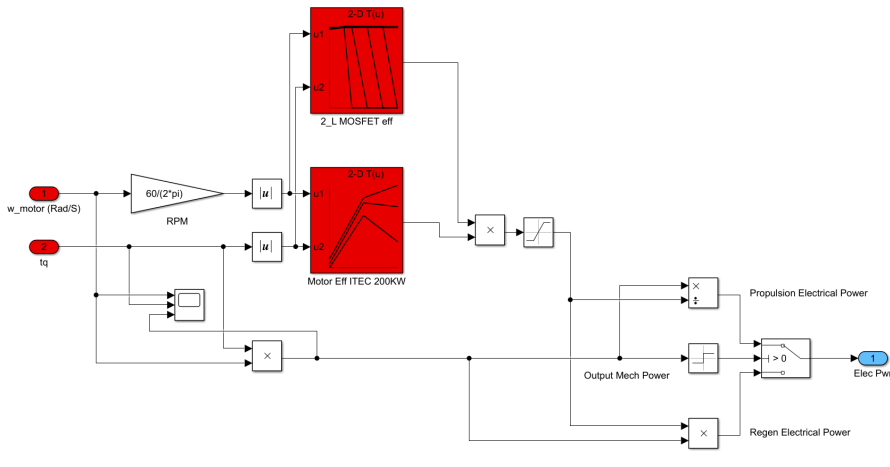 2-D T(u)
u1
u2
2_L MOSFET eff
2-D T(u)
1
60/(2*pi)
|u|
u1
w_motor (Rad/S)
RPM
×
2
|u|
u2
tq
Motor Eff ITEC 200KW
×
÷
Propulsion Electrical Power
×
Output Mech Power
> 0
1
Elec Pwr
×
Regen Electrical Power